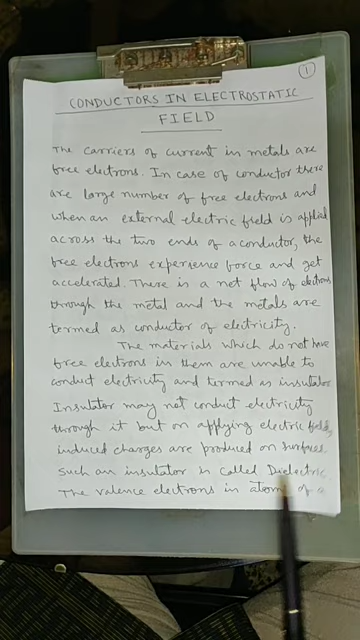 1
CONDUCTORS IN ELECTROSTATIC
FIELD
The carriers of current in metals are
free electrons. In case of conductor there
are large number of free electrons and
when an external electric field is applied
across the two ends of a conductor, the
free electrons experience force and get
accelerated. There is a net flow of electrons
through the metal and the metals are
termed as conductor of electricity.
The materials which do not have
free electrons in them are unable to
conduct electricity and termed as insulator
Insulator may not conduct electricity
through it but on applying electric field,
induced charges are produced on surface
Such an insulator is called Dielectric.
The valence electrons in atoms of a